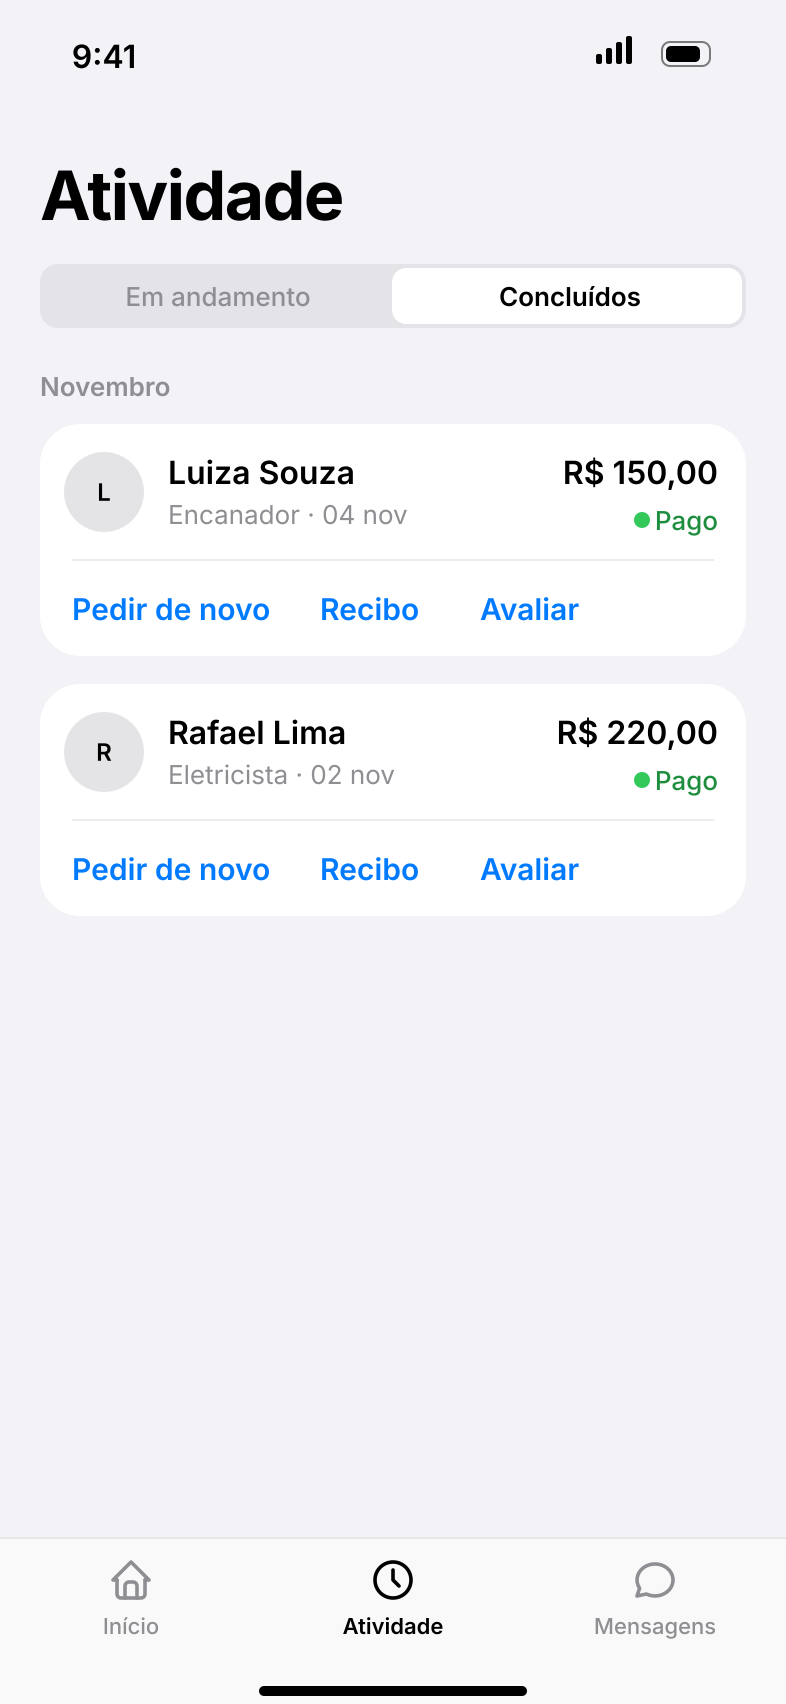 9:41
Atividade
Em andamento
Concluídos
Novembro
L
Luiza Souza
R$ 150,00
Encanador · 04 nov
Pago
Pedir de novo
Recibo
Avaliar
R
Rafael Lima
R$ 220,00
Eletricista · 02 nov
Pago
Pedir de novo
Recibo
Avaliar
Início
Atividade
Mensagens